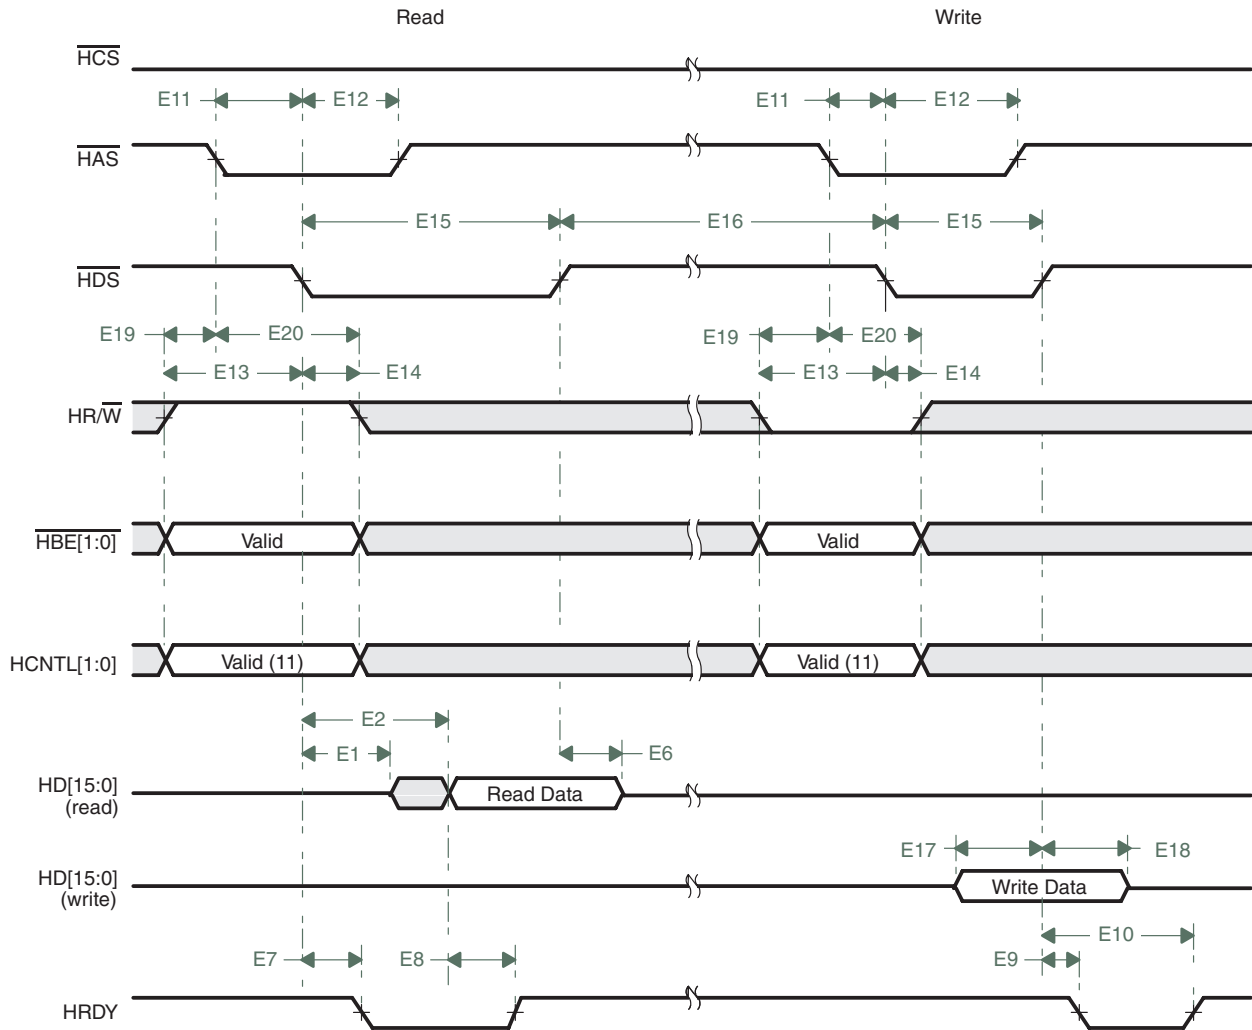 Read Write
HCS
E11 E12 E11 E12
HAS
E15 E16 E15
HDS
E19 E20 E19 E20
E13 E14 E13 E14
HR/W
HBE[1:0] Valid Valid
HCNTL[1:0] Valid (11) Valid (11)
E2
E1 E6
HD[15:0]
(read)
Read Data
E17 E18
HD[15:0]
(write)
Write Data
E10
E7 E8 E9
HRDY